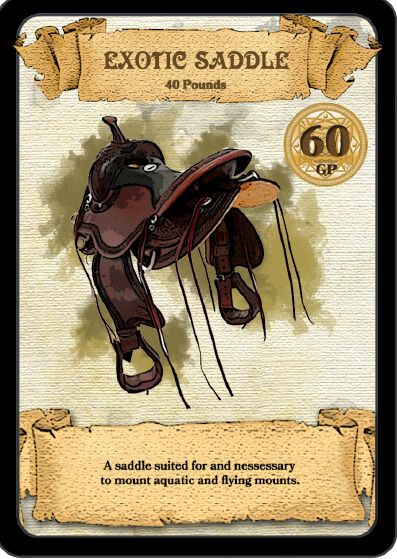 EXOTIC SADDLE
40 Pounds
60
GP
A saddle suited for and nessessary
to mount aquatic and flying mounts.